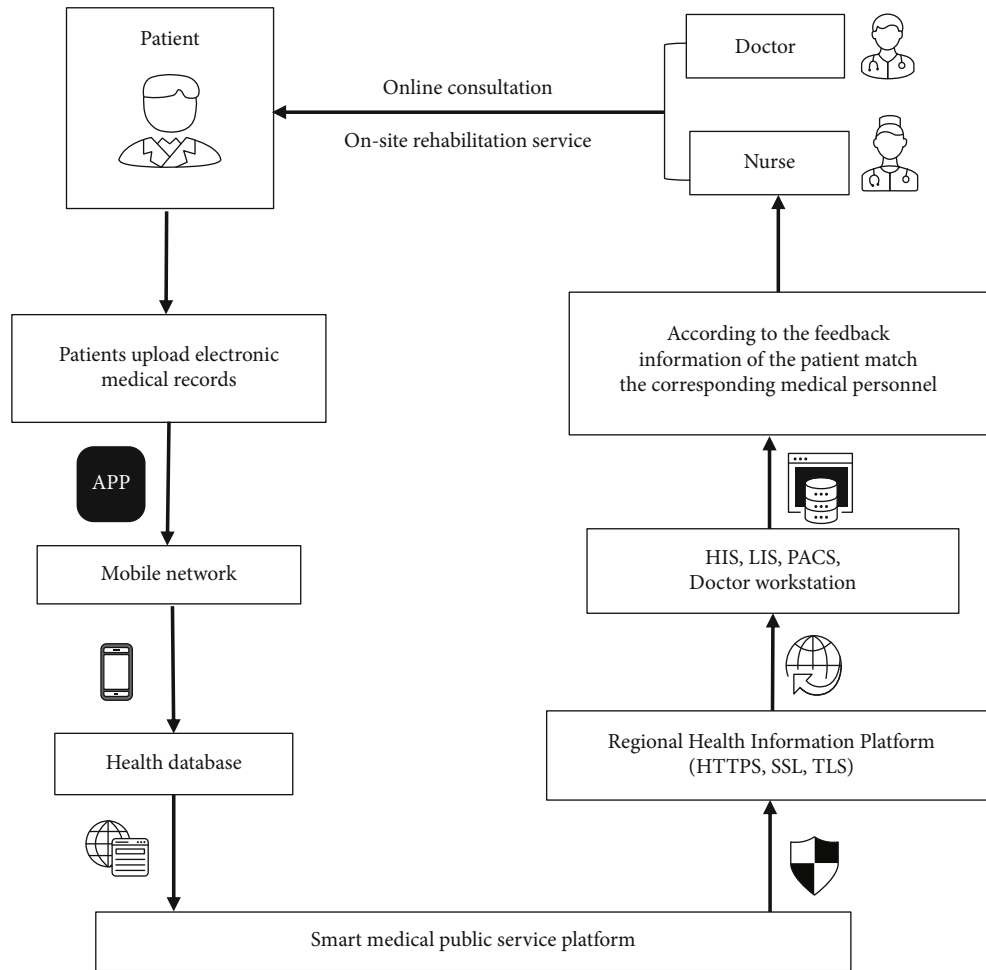 Patient
Doctor
Online consultation
On-site rehabilitation service
Nurse
Patients upload electronic
medical records
According to the feedback
information of the patient match
the corresponding medical personnel
APP
Mobile network
HIS, LIS, PACS,
Doctor workstation
Health database
Regional Health Information Platform
(HTTPS, SSL, TLS)
Smart medical public service platform